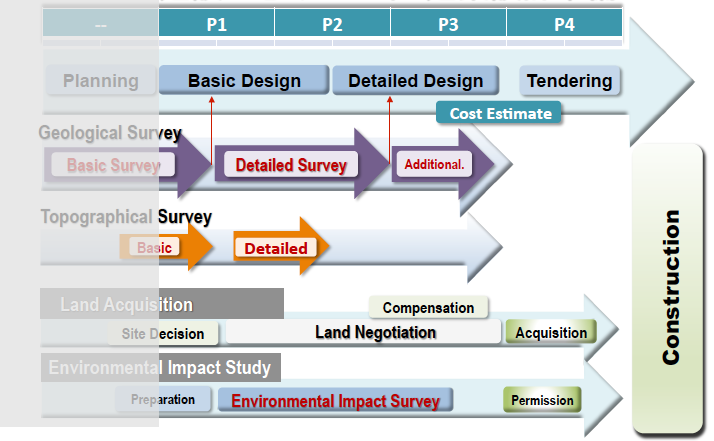 -- P1 P2 P3 P4
Planning Basic Design Detailed Design Tendering
Cost Estimate
Geological Survey
Basic Survey Detailed Survey Additional.
Topographical Survey
Basic Detailed
Land Acquisition
Compensation
Site Decision Land Negotiation Acquisition
Environmental Impact Study
Preparation Environmental Impact Survey Permission
Construction